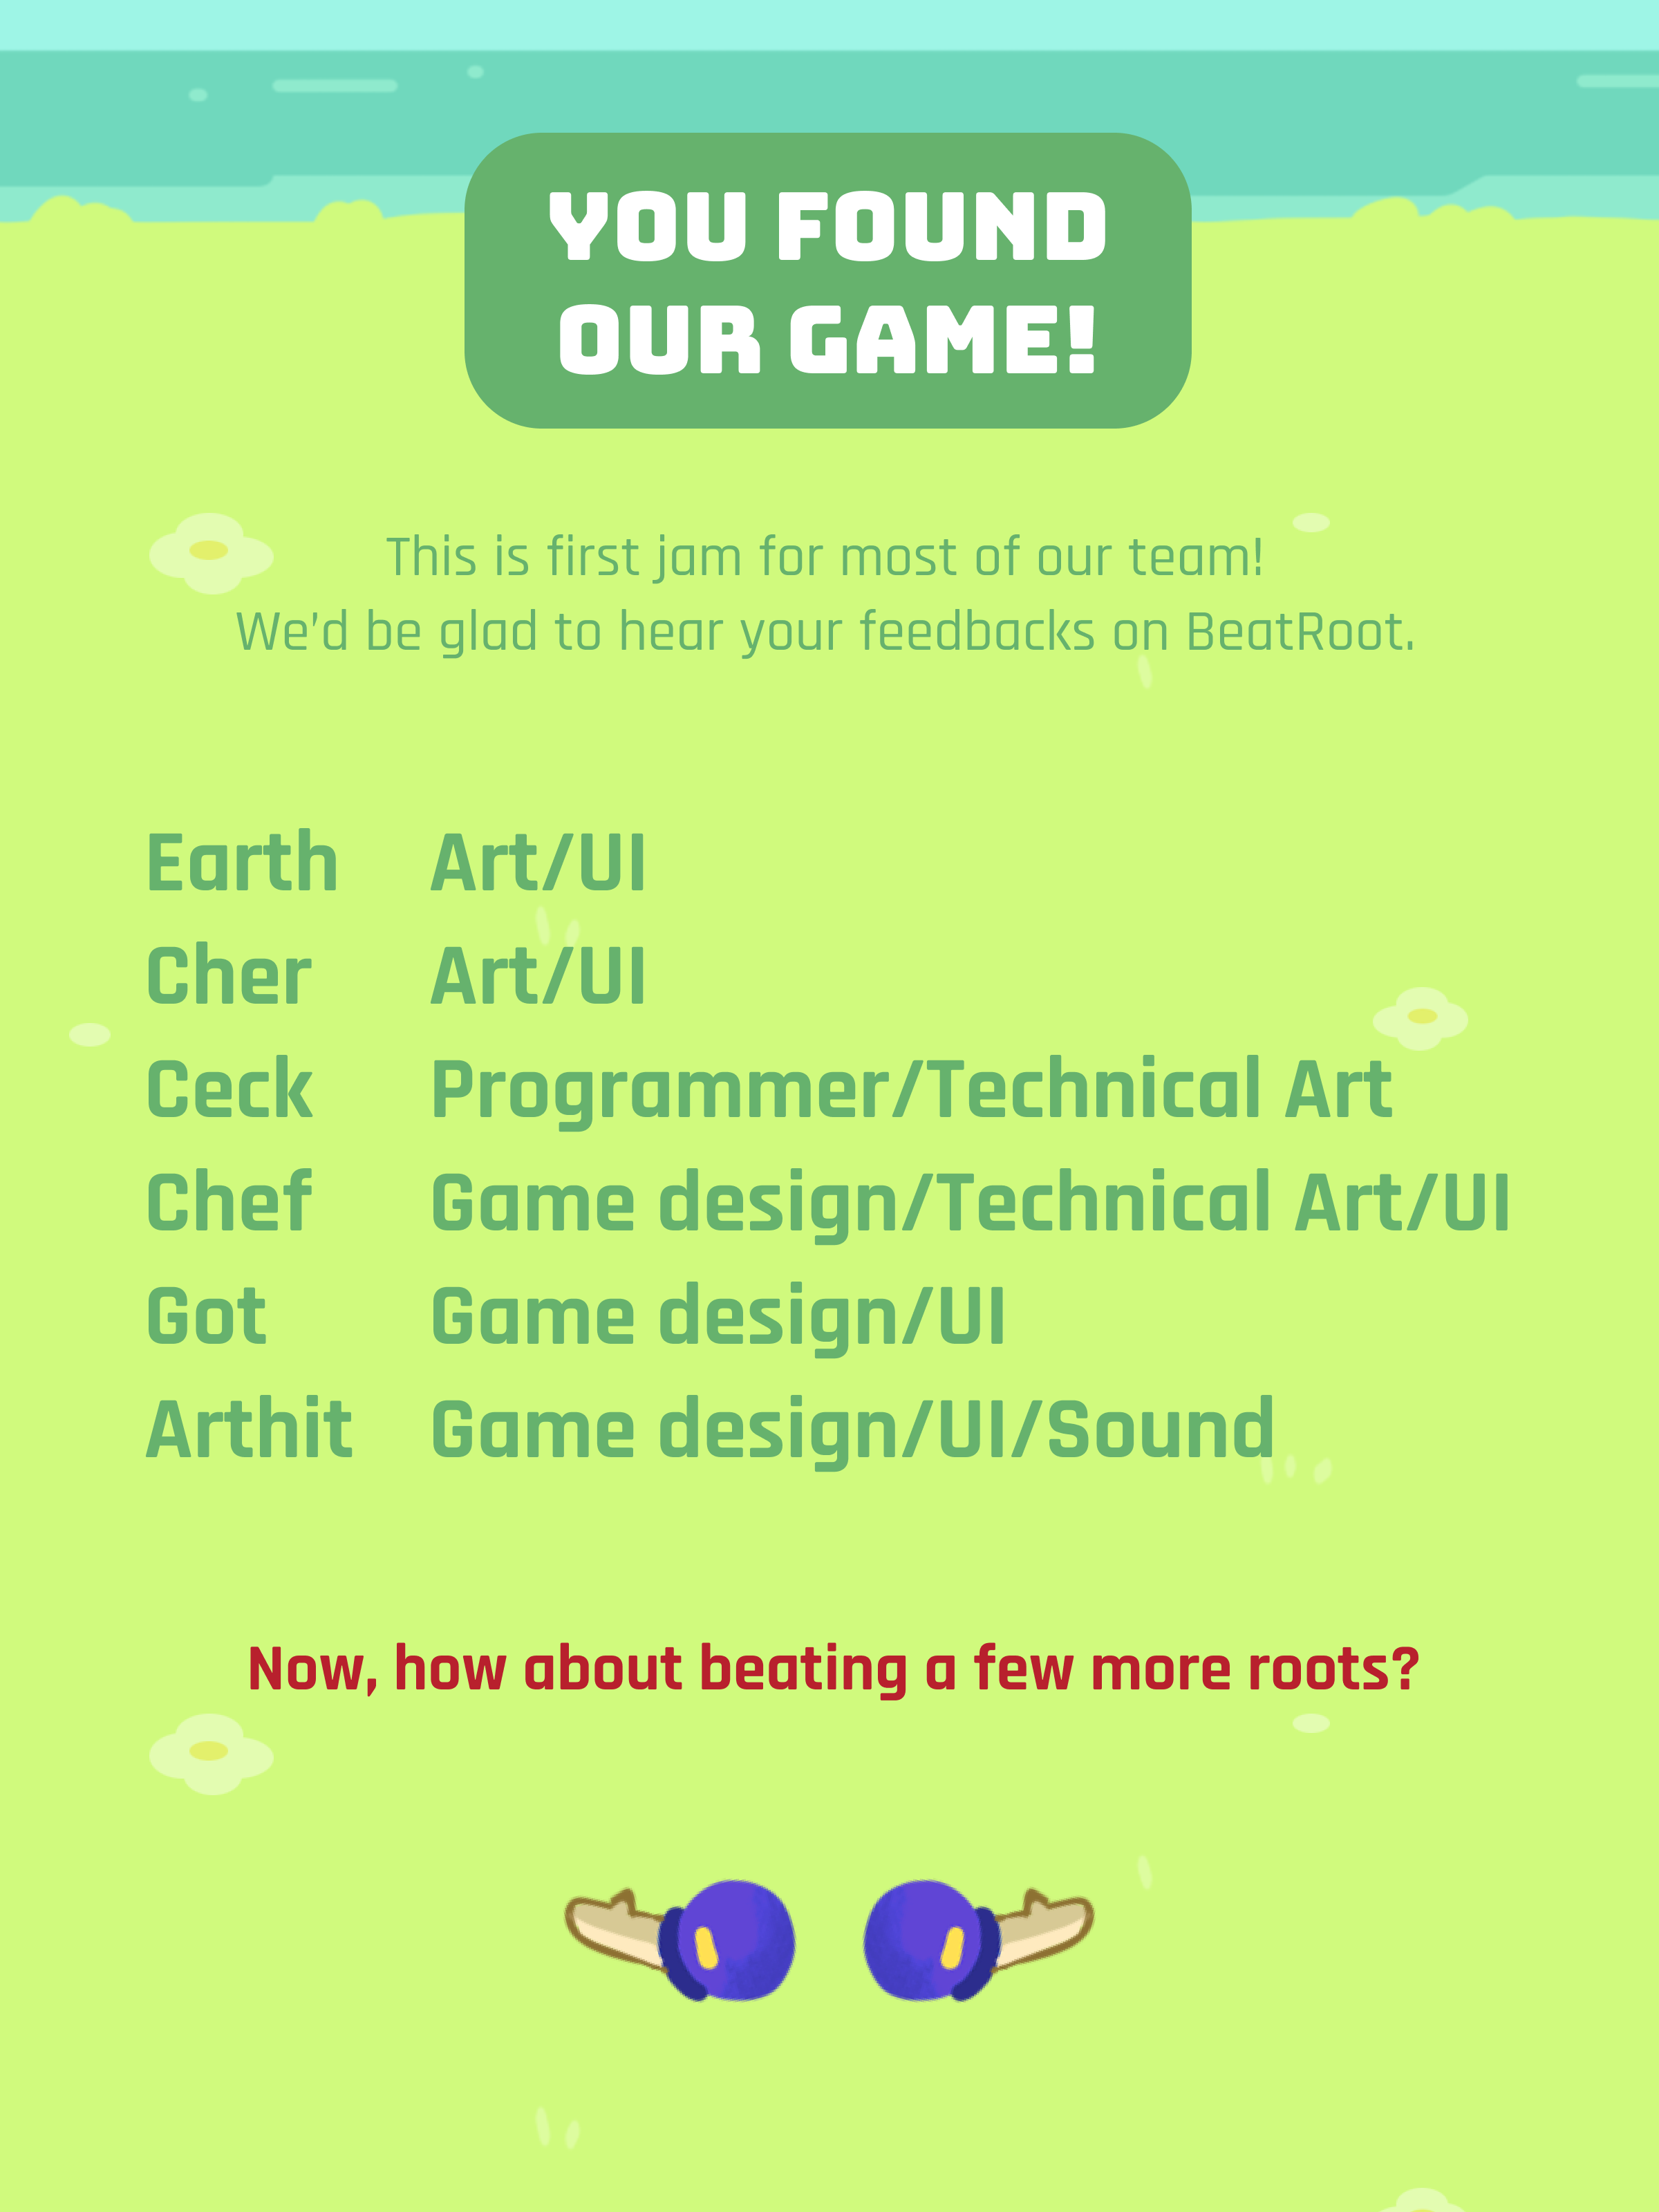 YOU FOUND
OUR GAME!
This is first jam for most of our team!
We'd be glad to hear your feedbacks on BeatRoot.
Earth Art/UI
Cher Art/UI
Ceck Programmer/Technical Art
Chef Game design/Technical Art/UI
Got Game design/UI
Arthit Game design/UI/Sound
Now, how about beating a few more roots?